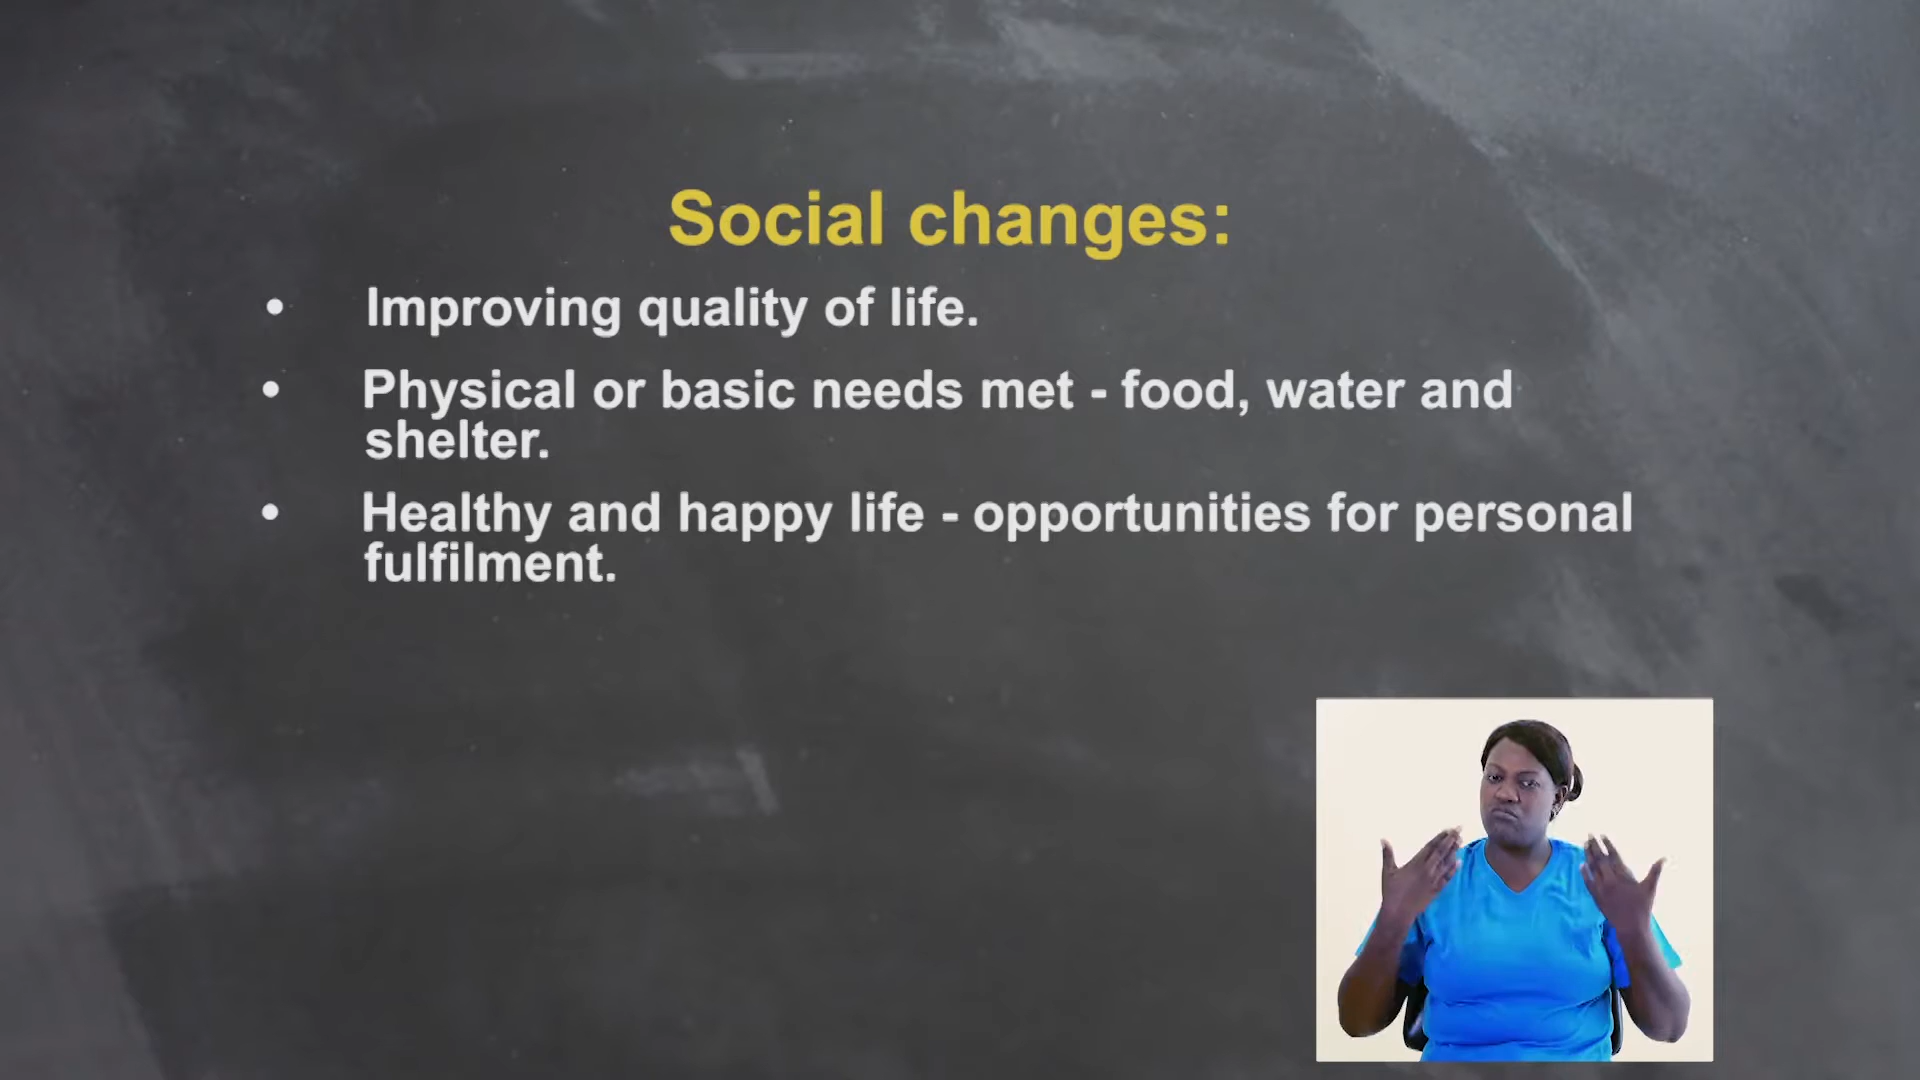 Social changes:
• Improving quality of life.
• Physical or basic needs met - food, water and
shelter.
• Healthy and happy life - opportunities for personal
fulfilment.